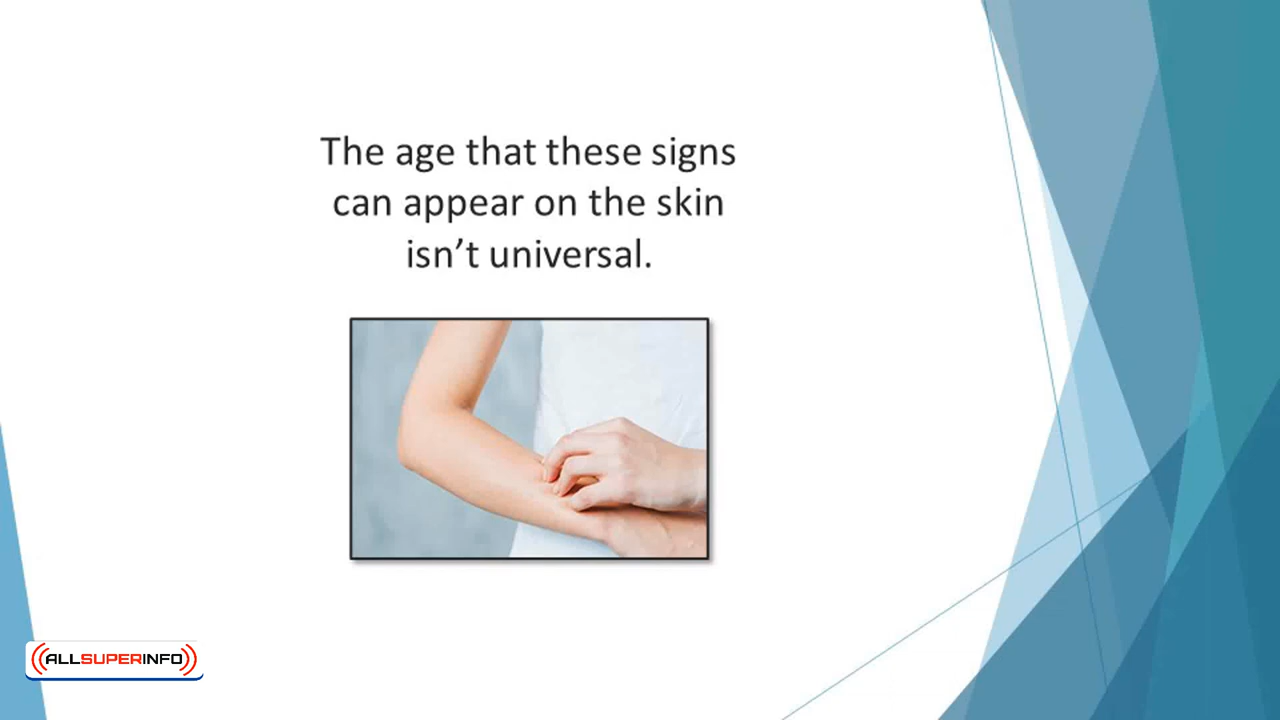 The age that these signs
can appear on the skin
isn’t universal.
ALLSUPERINFO